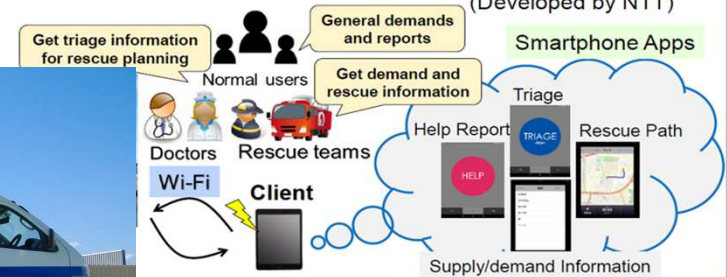 (Developed by NTT)
General demands
and reports
Get triage information
for rescue planning
Smartphone Apps
Normal users
Get demand and
rescue information
Triage
Help Report
TRIAGE
Rescue Path
Doctors
Rescue teams
HELP
Wi-Fi
Client
Supply/demand Information